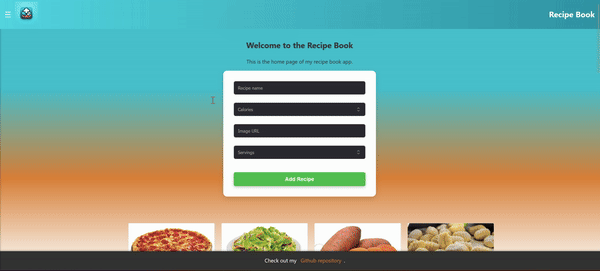 Recipe Book
Welcome to the Recipe Book
This is the home page of my recipe book app.
Recipe name
Calories
Image URL
Servings
Add Recipe
Check out my Github repository .